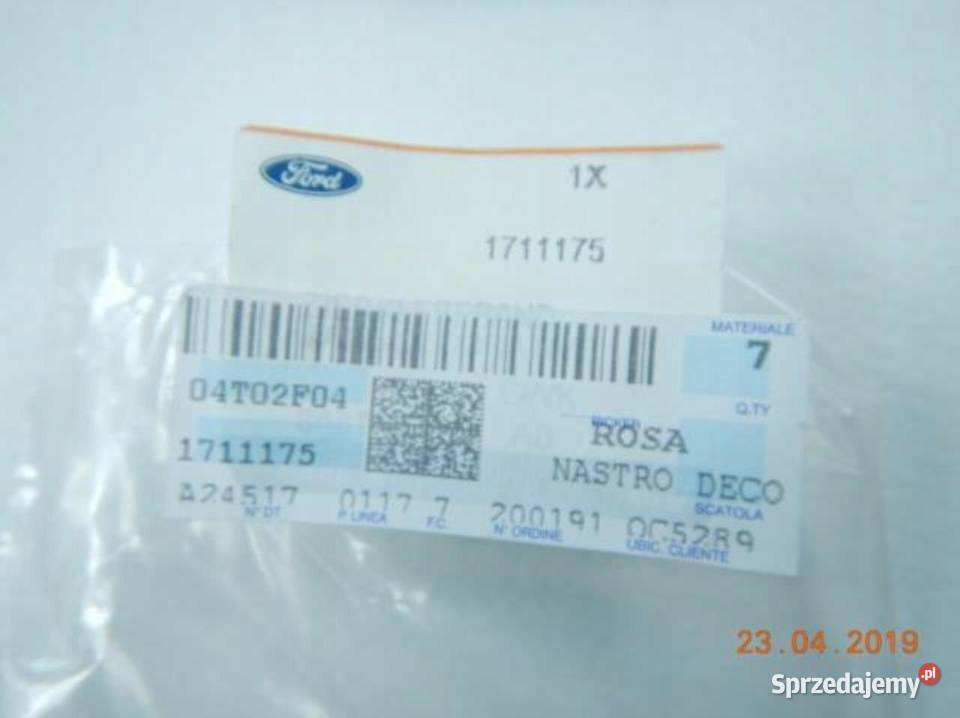 Ford
1X
1711175
MATERIALE
7
04T02F04
Q.TY
PICKER
ROSA
1711175
NASTRO DECO
SCATOLA
A24517 0117 7 200191 0C5289
N° DT P. LINEA F.C. N° ORDINE UBIC. CLIENTE
23.04.2019
Sprzedajemy.pl